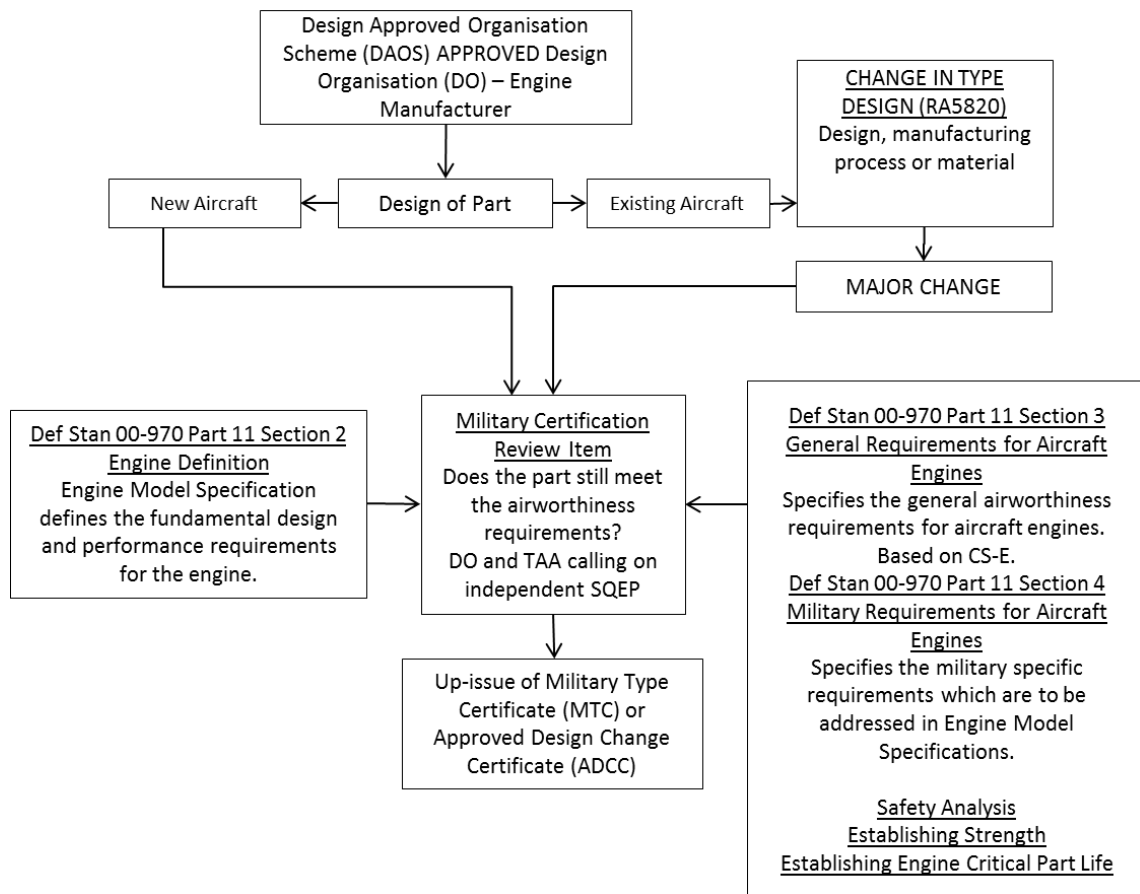 Design Approved Organisation
Scheme (DAOS) APPROVED Design
Organisation (DO) – Engine
Manufacturer
CHANGE IN TYPE
DESIGN (RA5820)
Design, manufacturing
process or material
New Aircraft
Design of Part
Existing Aircraft
MAJOR CHANGE
Def Stan 00-970 Part 11 Section 2
Engine Definition
Engine Model Specification
defines the fundamental design
and performance requirements
for the engine.
Military Certification
Review Item
Does the part still meet
the airworthiness
requirements?
DO and TAA calling on
independent SQEP
Def Stan 00-970 Part 11 Section 3
General Requirements for Aircraft
Engines
Specifies the general airworthiness
requirements for aircraft engines.
Based on CS-E.
Def Stan 00-970 Part 11 Section 4
Military Requirements for Aircraft
Engines
Specifies the military specific
requirements which are to be
addressed in Engine Model
Specifications.
Safety Analysis
Establishing Strength
Establishing Engine Critical Part Life
Up-issue of Military Type
Certificate (MTC) or
Approved Design Change
Certificate (ADCC)